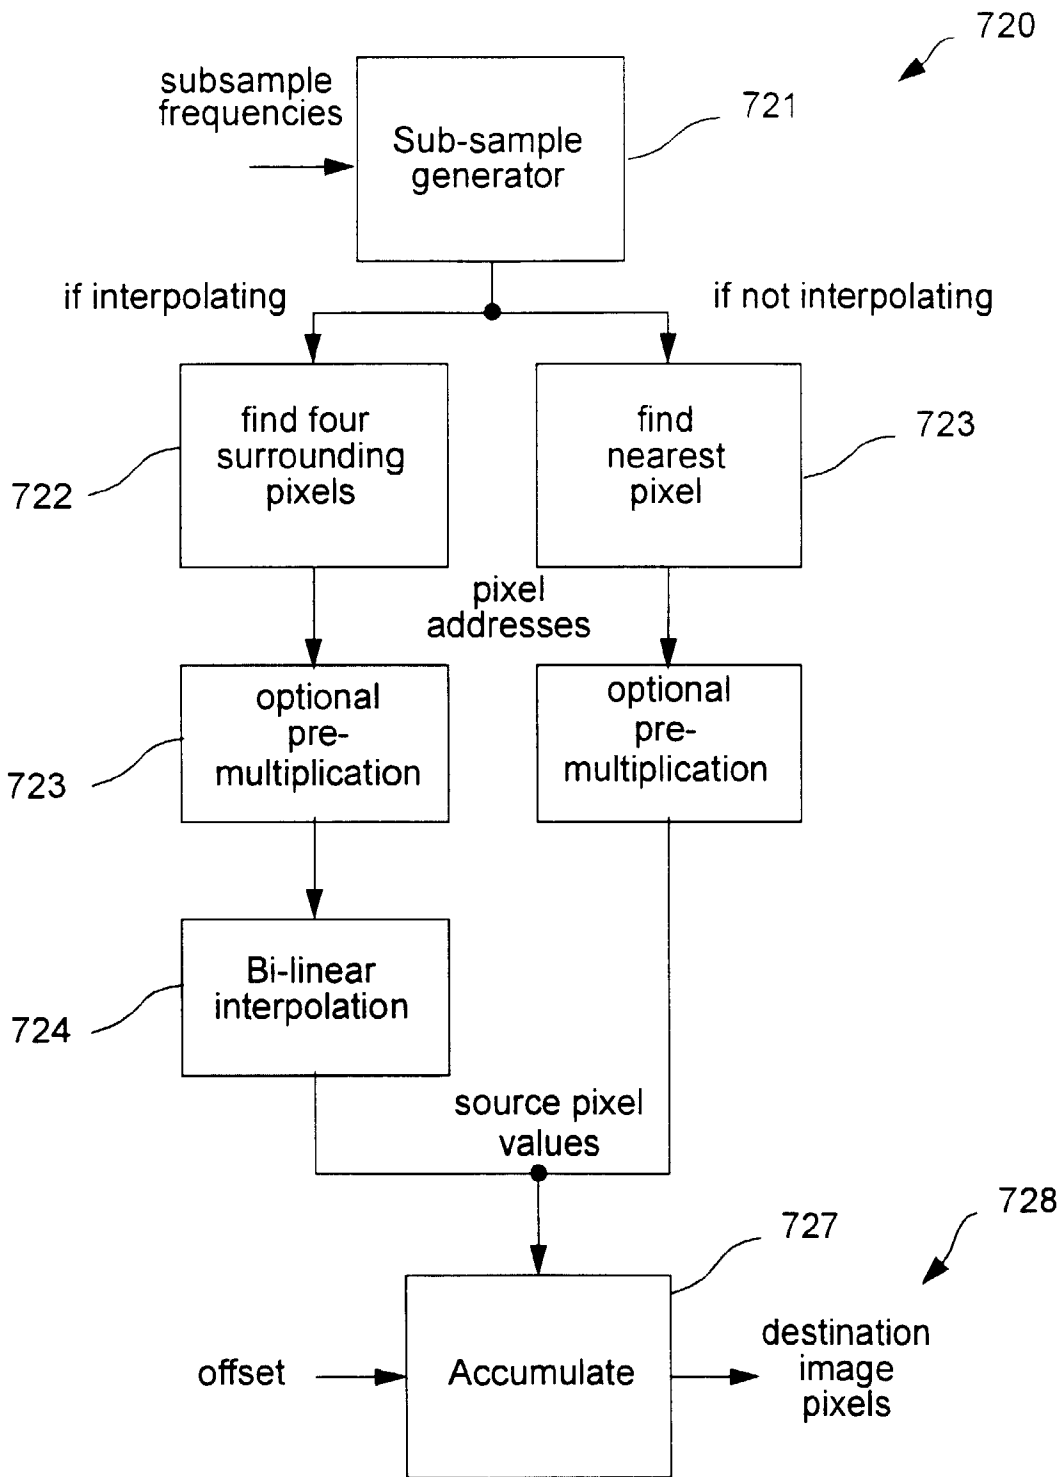 720
subsample
frequencies
721
Sub-sample
generator
if interpolating
if not interpolating
find four
surrounding
pixels
722
find
nearest
pixel
723
pixel
addresses
optional
pre-
multiplication
723
optional
pre-
multiplication
Bi-linear
interpolation
724
source pixel
values
727
728
offset
Accumulate
destination
image
pixels